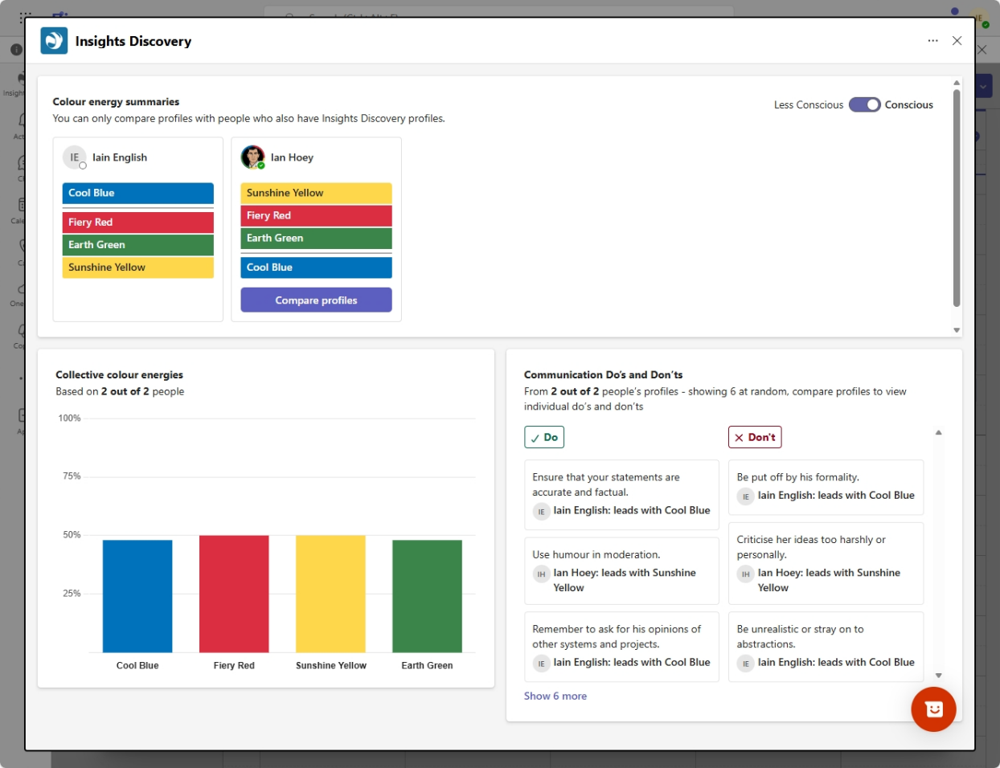 Insights Discovery
Colour energy summaries
You can only compare profiles with people who also have Insights Discovery profiles.
Less Conscious
Conscious
IE
Iain English
Cool Blue
Fiery Red
Earth Green
Sunshine Yellow
Ian Hoey
Sunshine Yellow
Fiery Red
Earth Green
Cool Blue
Compare profiles
Collective colour energies
Based on 2 out of 2 people
100%
75%
50%
25%
Cool Blue
Fiery Red
Sunshine Yellow
Earth Green
Communication Do's and Don'ts
From 2 out of 2 people's profiles - showing 6 at random, compare profiles to view
individual do's and don'ts
Do
Ensure that your statements are
accurate and factual.
IE
Iain English: leads with Cool Blue
Use humour in moderation.
IH
Ian Hoey: leads with Sunshine
Yellow
Remember to ask for his opinions of
other systems and projects.
IE
Iain English: leads with Cool Blue
Don't
Be put off by his formality.
IE
Iain English: leads with Cool Blue
Criticise her ideas too harshly or
personally.
IH
Ian Hoey: leads with Sunshine
Yellow
Be unrealistic or stray on to
abstractions.
IE
Iain English: leads with Cool Blue
Show 6 more